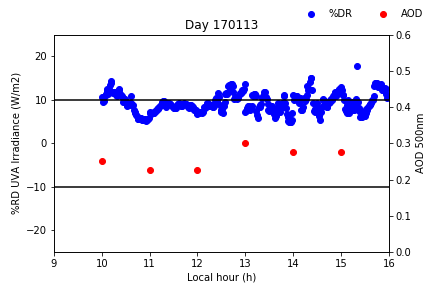 %DR AOD
Day 170113
20
10
0
−10
−20
%RD UVA Irradiance (W/m2)
0.6
0.5
0.4
0.3
0.2
0.1
0.0
AOD 500nm
9 10 11 12 13 14 15 16
Local hour (h)